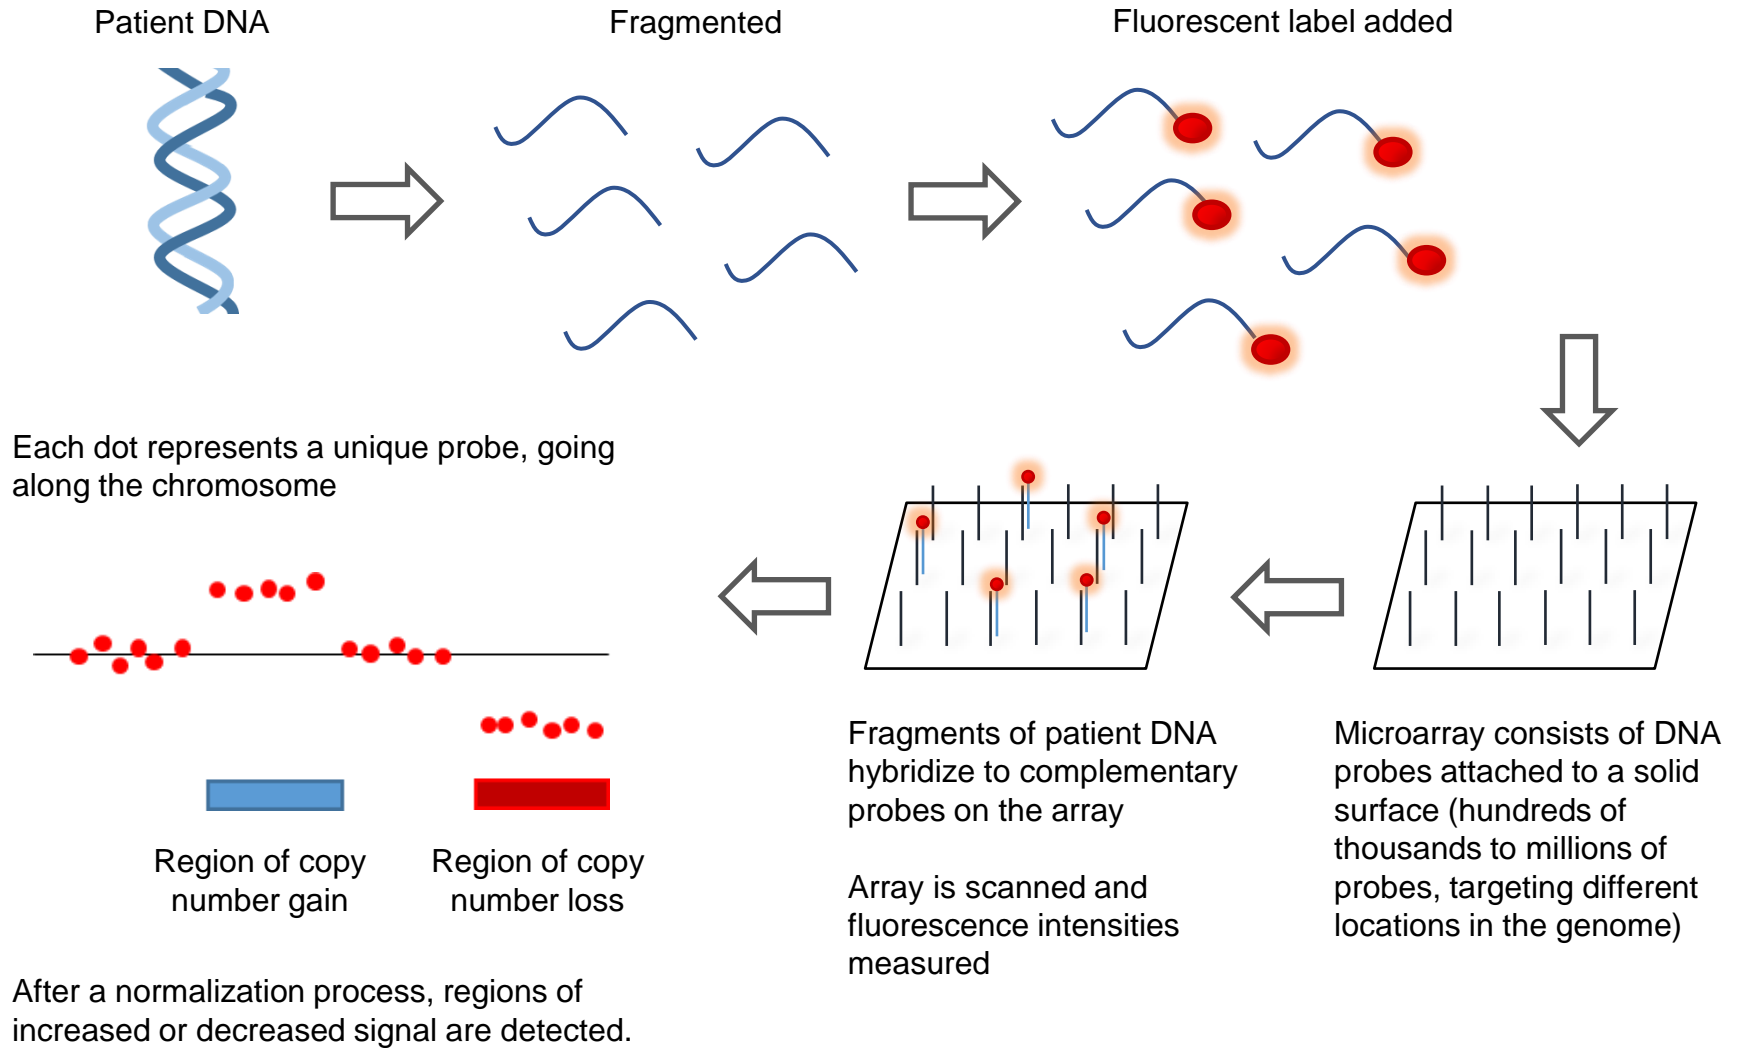 Patient DNA
Fragmented
Fluorescent label added
Each dot represents a unique probe, going
along the chromosome
Region of copy
number gain
Region of copy
number loss
After a normalization process, regions of
increased or decreased signal are detected.
Fragments of patient DNA
hybridize to complementary
probes on the array
Array is scanned and
fluorescence intensities
measured
Microarray consists of DNA
probes attached to a solid
surface (hundreds of
thousands to millions of
probes, targeting different
locations in the genome)